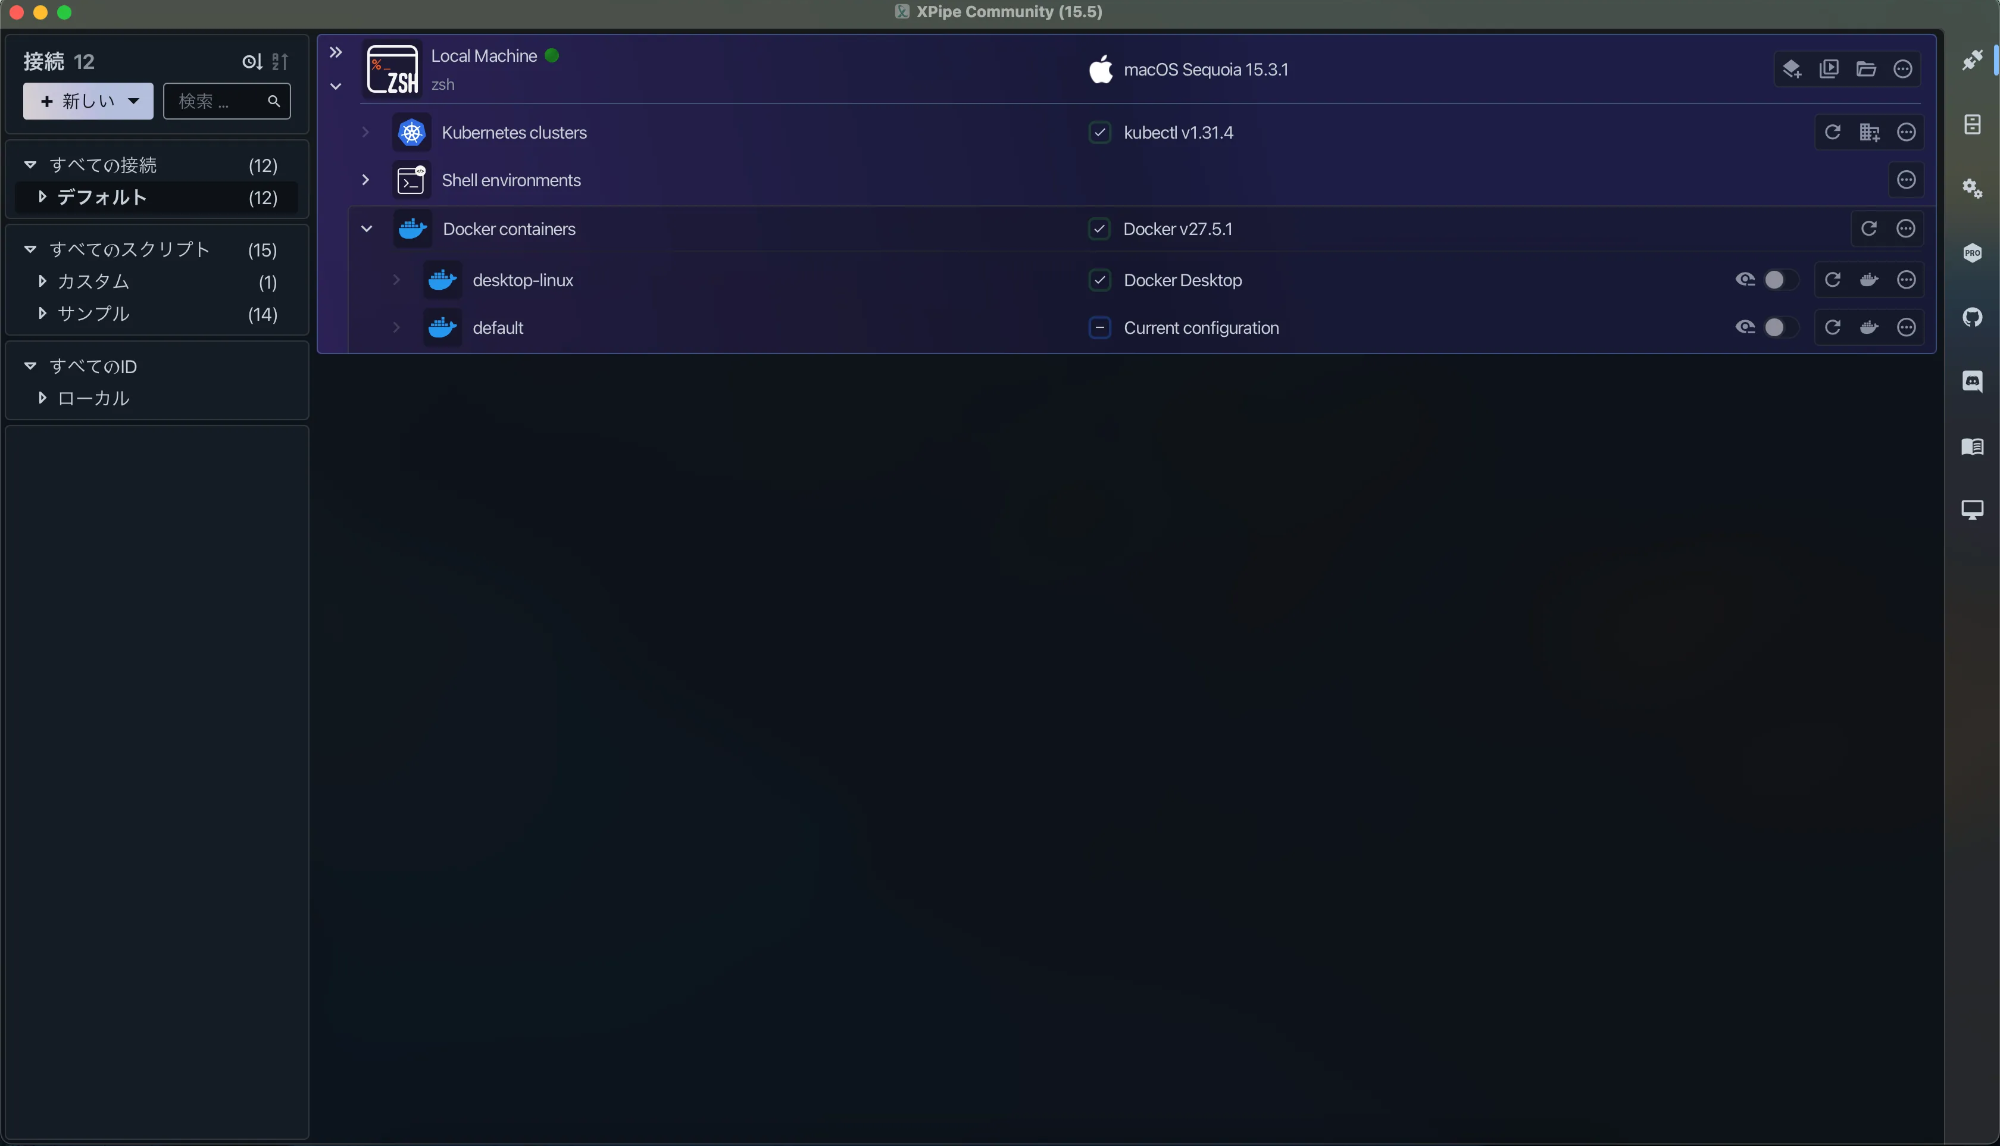 XPipe Community (15.5)
接続 12
+ 新しい
検索 ...
すべての接続 (12)
デフォルト (12)
すべてのスクリプト (15)
カスタム (1)
サンプル (14)
すべてのID
ローカル
Local Machine
zsh
macOS Sequoia 15.3.1
Kubernetes clusters
kubectl v1.31.4
Shell environments
Docker containers
Docker v27.5.1
desktop-linux
Docker Desktop
default
Current configuration
%_
ZSH
PRO